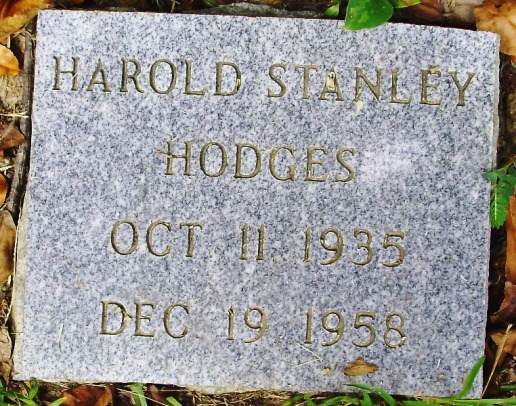 HAROLD STANLEY
HODGES
OCT 11 1935
DEC 19 1958